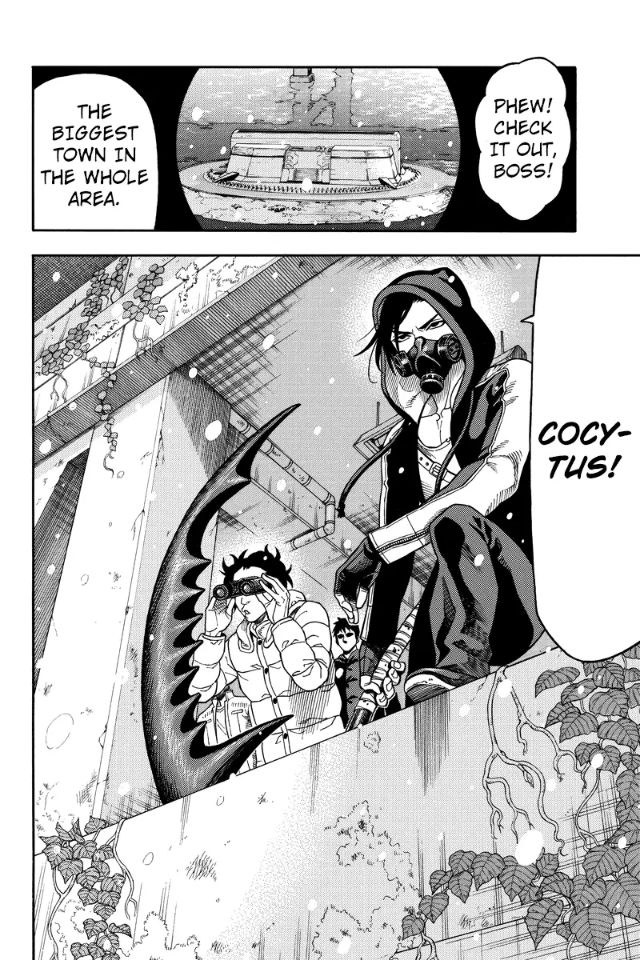 PHEW!
CHECK
IT OUT,
BOSS!
THE
BIGGEST
TOWN IN
THE WHOLE
AREA.
COCY-
TUS!